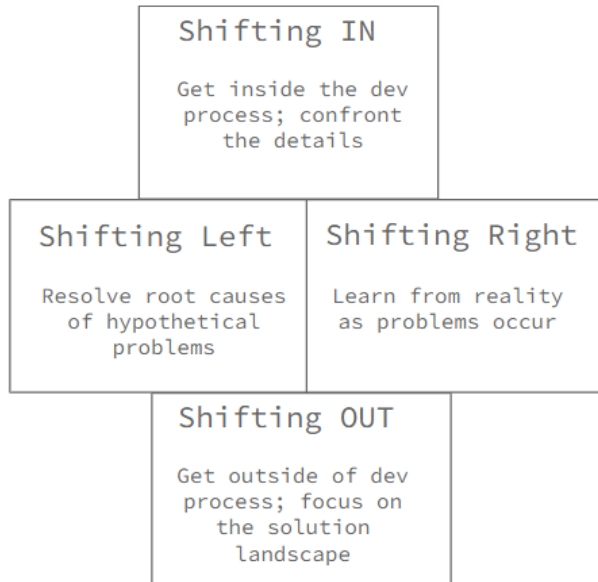 Shifting IN
Get inside the dev
process; confront
the details
Shifting Left
Resolve root causes
of hypothetical
problems
Shifting Right
Learn from reality
as problems occur
Shifting OUT
Get outside of dev
process; focus on
the solution
landscape